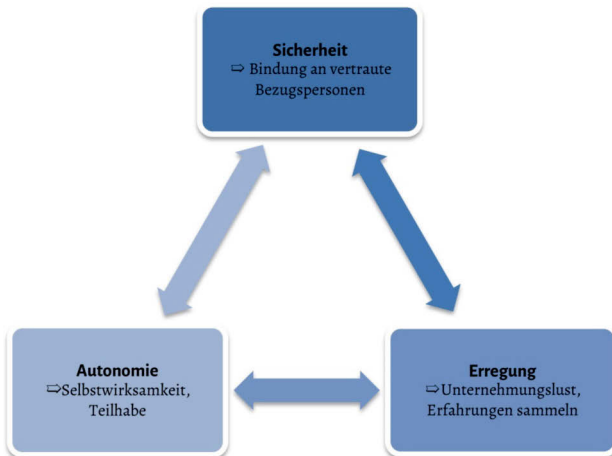 Sicherheit
⇨ Bindung an vertraute
Bezugspersonen
Autonomie
⇨Selbstwirksamkeit,
Teilhabe
Erregung
⇨Unternehmungslust,
Erfahrungen sammeln